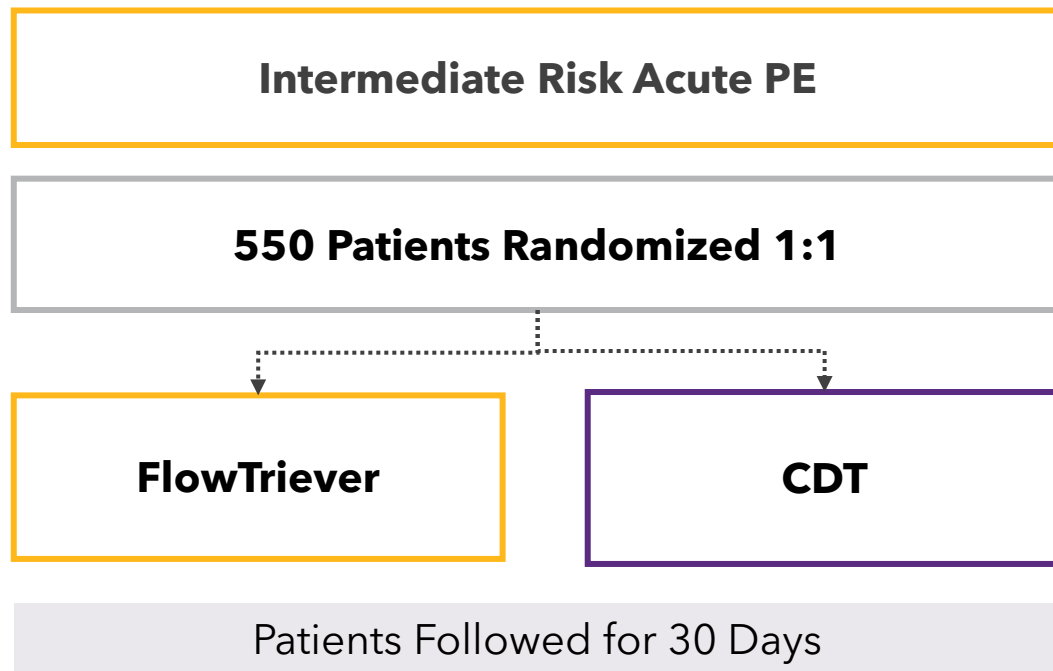 Intermediate Risk Acute PE
550 Patients Randomized 1:1
FlowTriever
CDT
Patients Followed for 30 Days